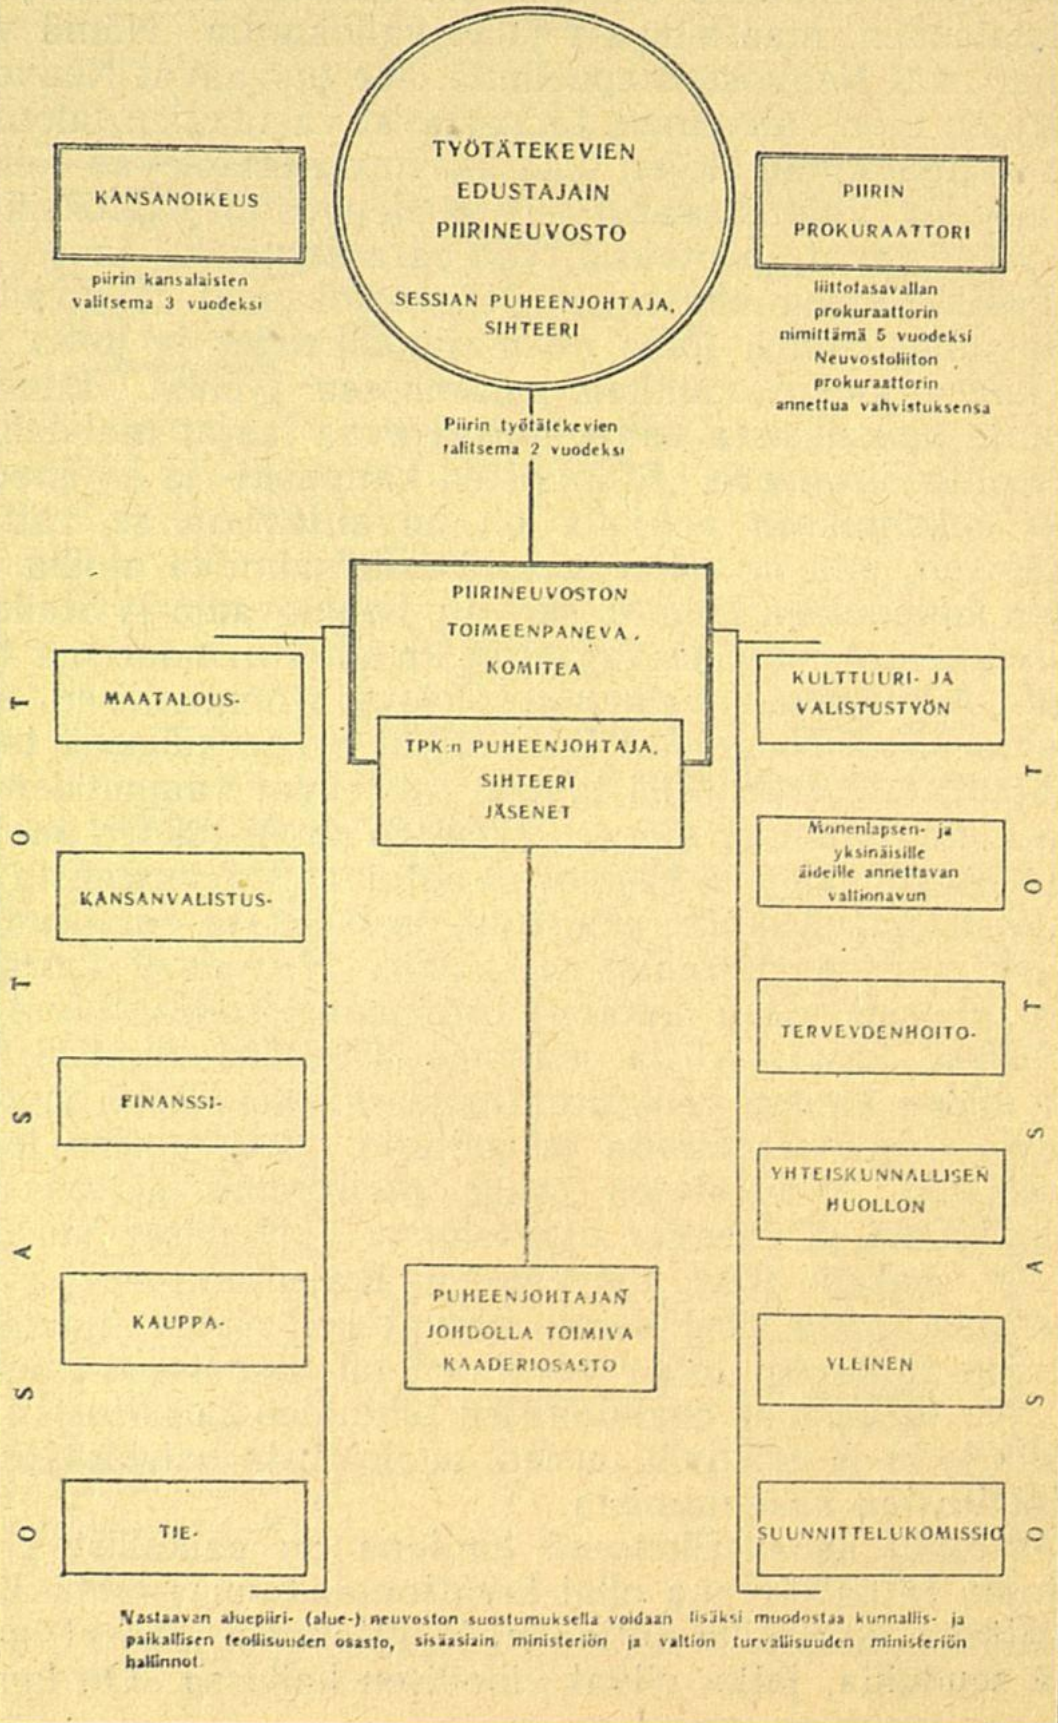 TYÖTÄTEKEVIEN
EDUSTAJAIN
PIIRINEUVOSTO
SESSIAN PUHEENJOHTAJA,
SIHTEERI
KANSANOIKEUS
piirin kansalaisten
valitsema 3 vuodeksi
PIIRIN
PROKURAATTORI
liittotasavallan
prokuraattorin
nimittämä 5 vuodeksi
Neuvostoliiton
prokuraattorin
annettua vahvistuksensa
Piirin työtätekevien
valitsema 2 vuodeksi
PIIRINEUVOSTON
TOIMEENPANEVA
KOMITEA
TPK:n PUHEENJOHTAJA,
SIHTEERI
JÄSENET
OSASTOT
MAATALOUS-
KANSANVALISTUS-
FINANSSI-
KAUPPA-
TIE-
PUHEENJOHTAJAN
JOHDOLLA TOIMIVA
KAADERIOSASTO
KULTTUURI- JA
VALISTUSTYÖN
Monenlapsen- ja
yksinäisille
äideille annettavan
valtionavun
TERVEYDENHOITO-
YHTEISKUNNALLISEN
HUOLLON
YLEINEN
SUUNNITTELUKOMISSIO
OSASTOT
Vastaavan aluepiiri- (alue-) neuvoston suostumuksella voidaan lisäksi muodostaa kunnallis- ja
paikallisen teollisuuden osasto, sisäasiain ministeriön ja valtion turvallisuuden ministeriön
hallinnot.